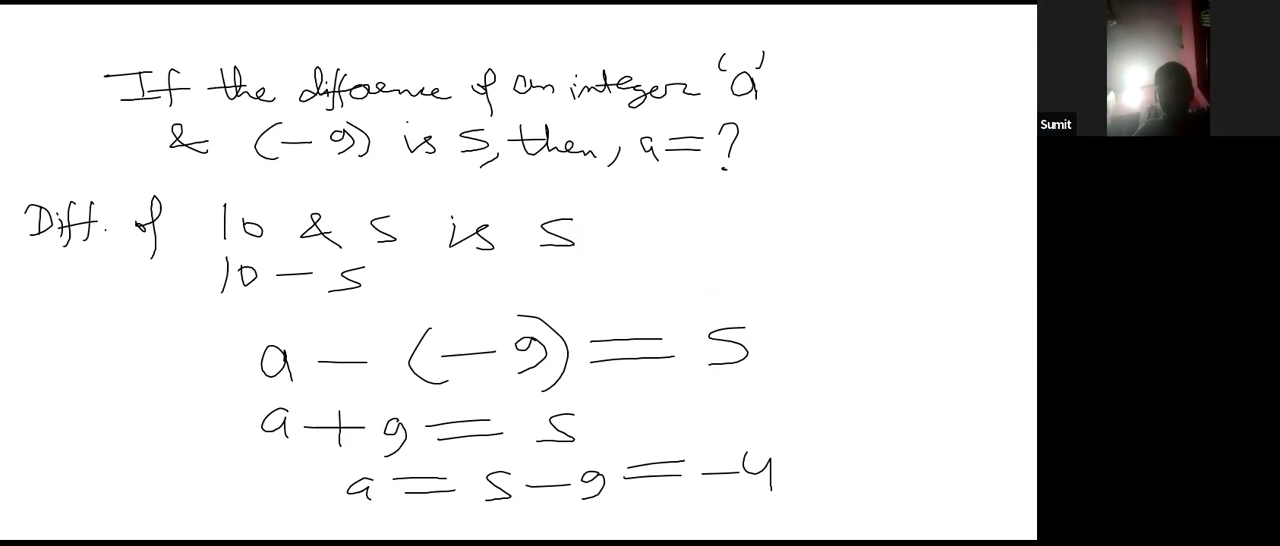 If the difference of an integer 'a'
& (-9) is 5, then, a = ?
Diff. of 10 & 5 is 5
10 - 5
a - (-9) = 5
a + 9 = 5
a = 5 - 9 = -4
Sumit